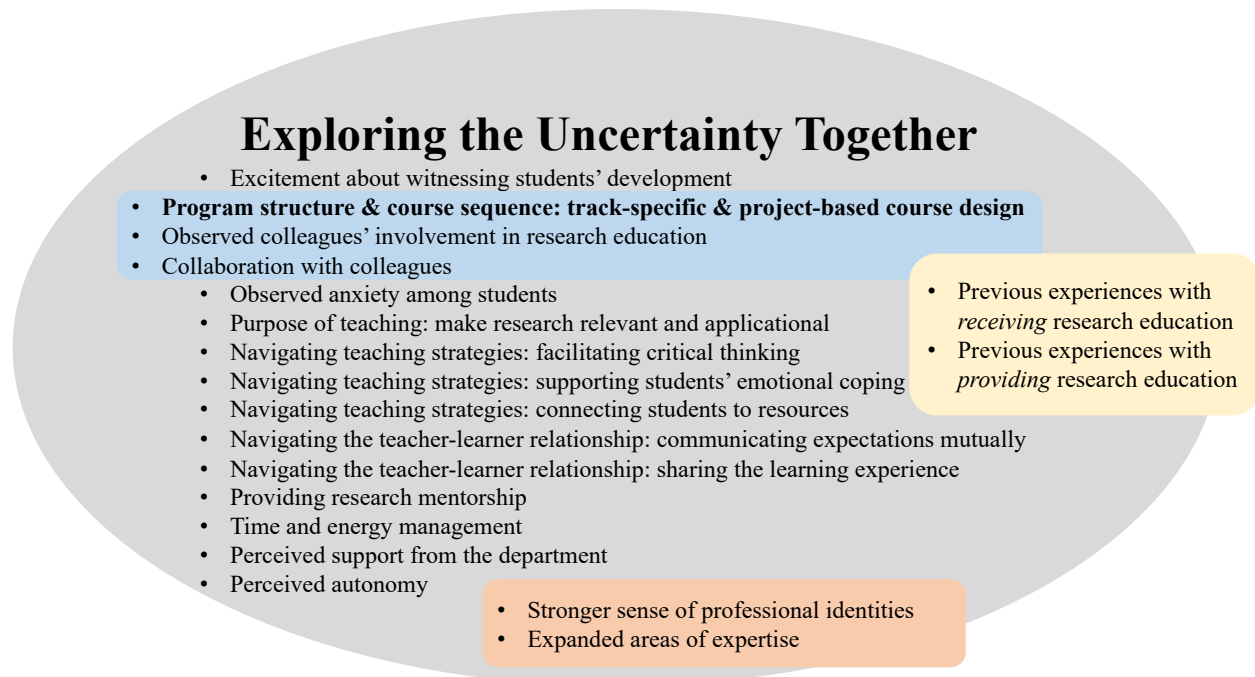 Exploring the Uncertainty Together
• Excitement about witnessing students’ development
• Program structure & course sequence: track-specific & project-based course design
• Observed colleagues’ involvement in research education
• Collaboration with colleagues
• Observed anxiety among students
• Purpose of teaching: make research relevant and applicational
• Navigating teaching strategies: facilitating critical thinking
• Navigating teaching strategies: supporting students’ emotional coping
• Navigating teaching strategies: connecting students to resources
• Navigating the teacher-learner relationship: communicating expectations mutually
• Navigating the teacher-learner relationship: sharing the learning experience
• Providing research mentorship
• Time and energy management
• Perceived support from the department
• Perceived autonomy
• Previous experiences with
receiving research education
• Previous experiences with
providing research education
• Stronger sense of professional identities
• Expanded areas of expertise